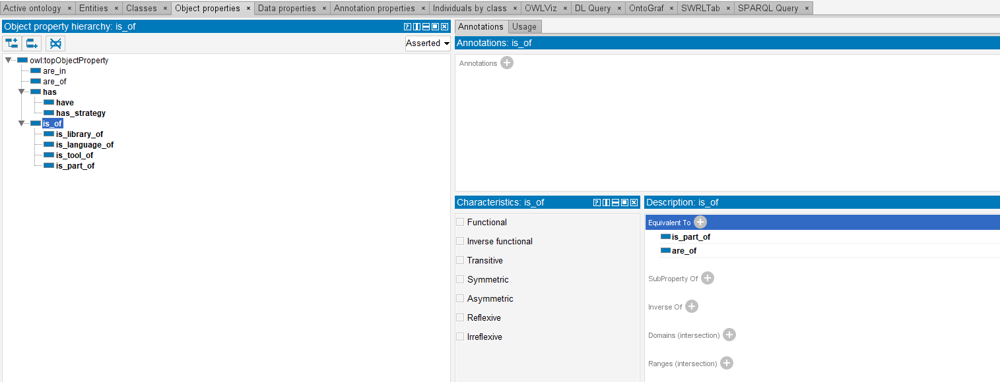 Active ontology × Entities × Classes × Object properties × Data properties × Annotation properties × Individuals by class × OWLViz × DL Query × OntoGraf × SWRLTab × SPARQL Query ×
Object property hierarchy: is_of
Asserted
owl:topObjectProperty
are_in
are_of
has
have
has_strategy
is_of
is_library_of
is_language_of
is_tool_of
is_part_of
Annotations Usage
Annotations: is_of
Annotations
Characteristics: is_of
Functional
Inverse functional
Transitive
Symmetric
Asymmetric
Reflexive
Irreflexive
Description: is_of
Equivalent To
is_part_of
are_of
SubProperty Of
Inverse Of
Domains (intersection)
Ranges (intersection)